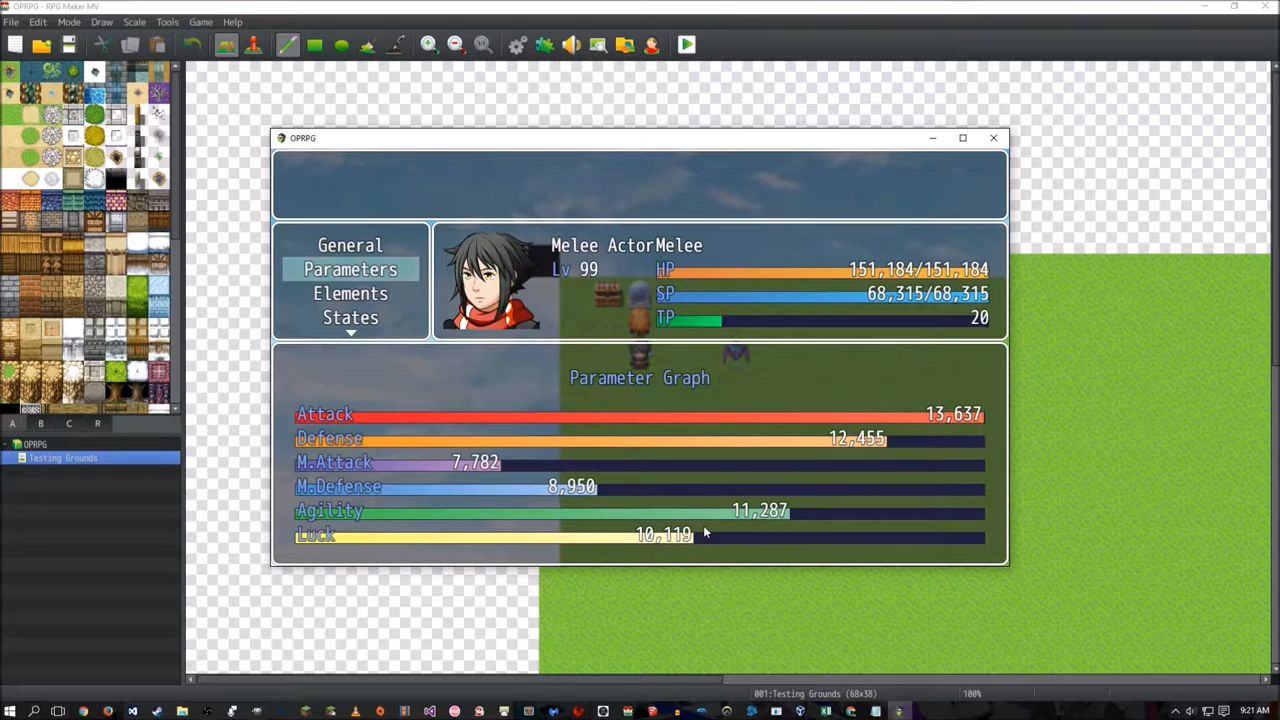 OPRPG - RPG Maker MV
File Edit Mode Draw Scale Tools Game Help
OPRPG
General
Parameters
Elements
States
Melee ActorMelee
Lv 99
HP 151,184/151,184
SP 68,315/68,315
TP 20
Parameter Graph
Attack 13,637
Defense 12,455
M.Attack 7,782
M.Defense 8,950
Agility 11,287
Luck 10,119
A B C R
OPRPG
Testing Grounds
001:Testing Grounds (68x38) 100%
9:21 AM